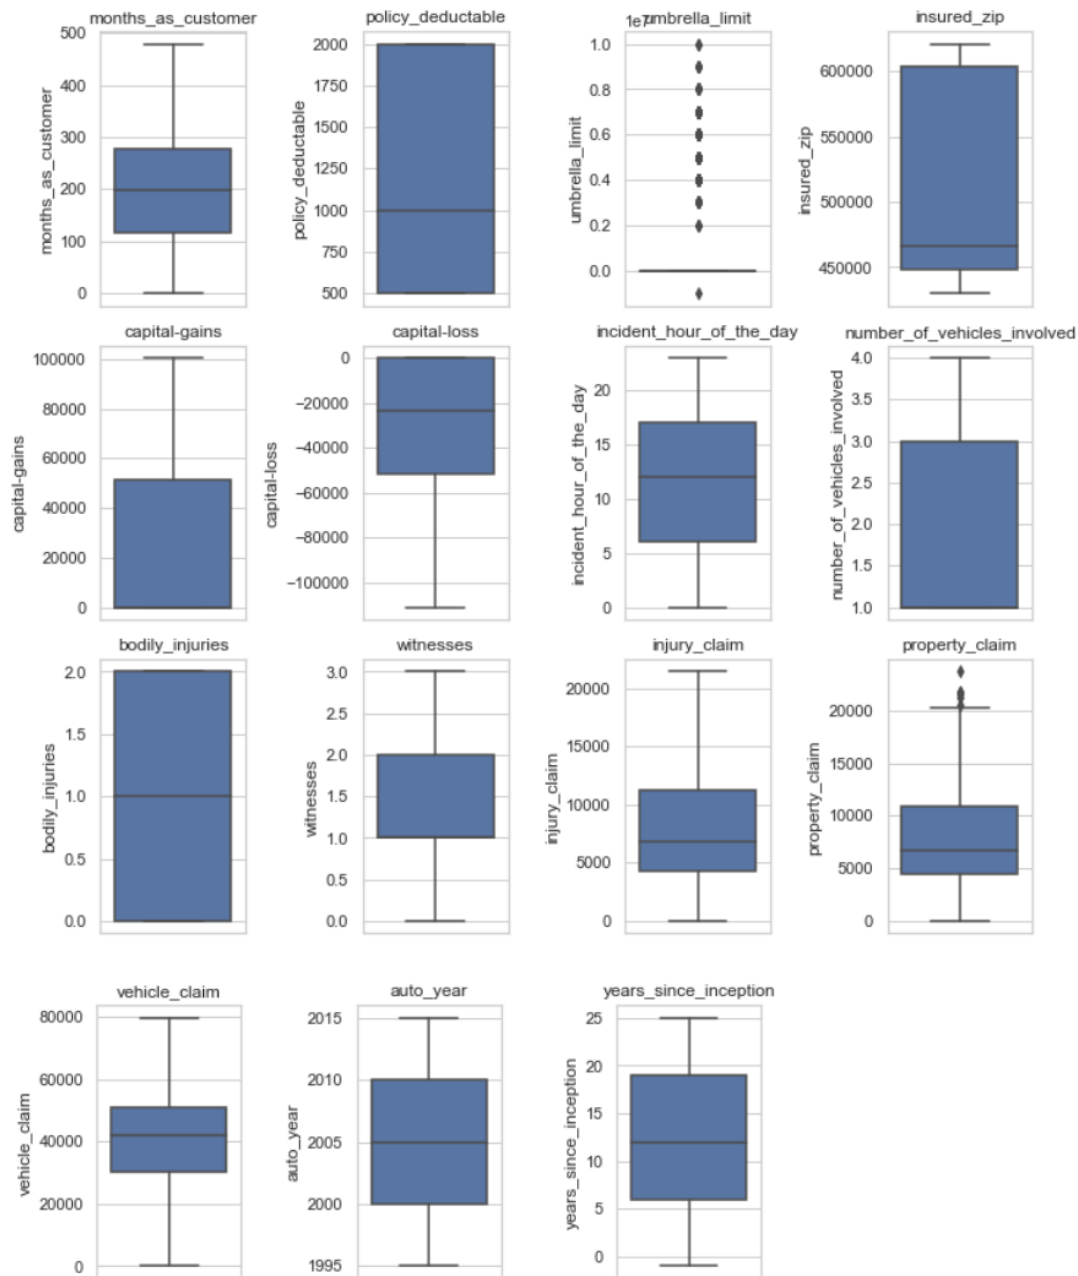 months_as_customer
months_as_customer
500
400
300
200
100
0
policy_deductable
policy_deductable
2000
1750
1500
1250
1000
750
500
umbrella_limit
1e7
umbrella_limit
1.0
0.8
0.6
0.4
0.2
0.0
insured_zip
insured_zip
600000
550000
500000
450000
capital-gains
capital-gains
100000
80000
60000
40000
20000
0
capital-loss
capital-loss
0
−20000
−40000
−60000
−80000
−100000
incident_hour_of_the_day
incident_hour_of_the_day
20
15
10
5
0
number_of_vehicles_involved
number_of_vehicles_involved
4.0
3.5
3.0
2.5
2.0
1.5
1.0
bodily_injuries
bodily_injuries
2.0
1.5
1.0
0.5
0.0
witnesses
witnesses
3.0
2.5
2.0
1.5
1.0
0.5
0.0
injury_claim
injury_claim
20000
15000
10000
5000
0
property_claim
property_claim
20000
15000
10000
5000
0
vehicle_claim
vehicle_claim
80000
60000
40000
20000
0
auto_year
auto_year
2015
2010
2005
2000
1995
years_since_inception
years_since_inception
25
20
15
10
5
0